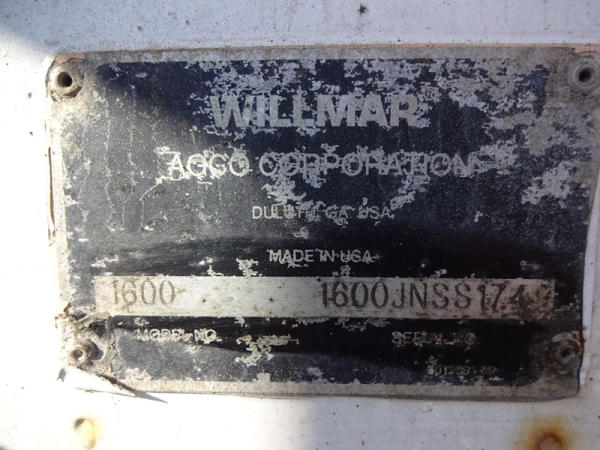 WILLMAR®
AGCO CORPORATION
DULUTH, GA. USA
MADE IN USA
1600 1600JNSS174
MODEL NO. SERIAL NO.